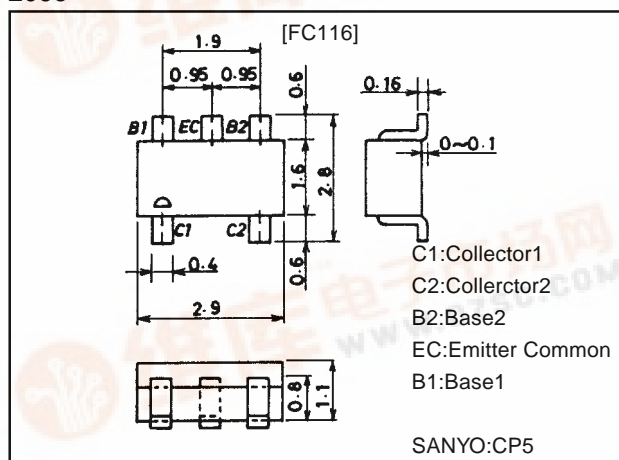 [FC116]
1.9
0.95 0.95
0.6
0.16
B1 EC B2
0~0.1
1.6
2.8
C1 C2
0.6
0.4
2.9
C1:Collector1
C2:Collerctor2
B2:Base2
EC:Emitter Common
B1:Base1
0.8
1.1
SANYO:CP5